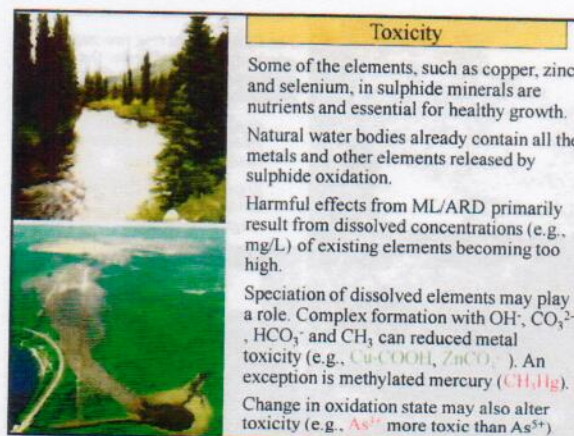 Toxicity
Some of the elements, such as copper, zinc
and selenium, in sulphide minerals are
nutrients and essential for healthy growth.
Natural water bodies already contain all the
metals and other elements released by
sulphide oxidation.
Harmful effects from ML/ARD primarily
result from dissolved concentrations (e.g.,
mg/L) of existing elements becoming too
high.
Speciation of dissolved elements may play
a role. Complex formation with OH⁻, CO₃²⁻
, HCO₃⁻ and CH₃ can reduced metal
toxicity (e.g., Cu-COOH, ZnCO₃ ). An
exception is methylated mercury (CH₃Hg).
Change in oxidation state may also alter
toxicity (e.g., As³⁺ more toxic than As⁵⁺)